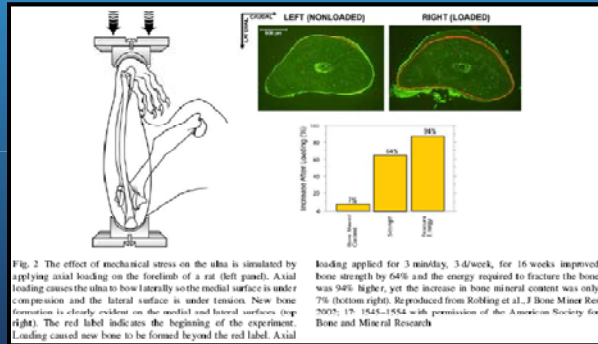 CAUDAL
LATERAL
LEFT (NONLOADED)
RIGHT (LOADED)
Increase After Loading (%)
100
80
60
40
20
0
7%
64%
94%
Bone Mineral
Content
Strength
Fracture
Energy
Fig. 2 The effect of mechanical stress on the ulna is simulated by
applying axial loading on the forelimb of a rat (left panel). Axial
loading causes the ulna to bow laterally so the medial surface is under
compression and the lateral surface is under tension. New bone
formation is clearly evident on the medial and lateral surfaces (top
right). The red label indicates the beginning of the experiment.
Loading caused new bone to be formed beyond the red label. Axial
loading applied for 3 min/day, 3 d/week, for 16 weeks improved
bone strength by 64% and the energy required to fracture the bone
was 94% higher, yet the increase in bone mineral content was only
7% (bottom right). Reproduced from Robling et al., J Bone Miner Res
2002; 17: 1545–1554 with permission of the American Society for
Bone and Mineral Research